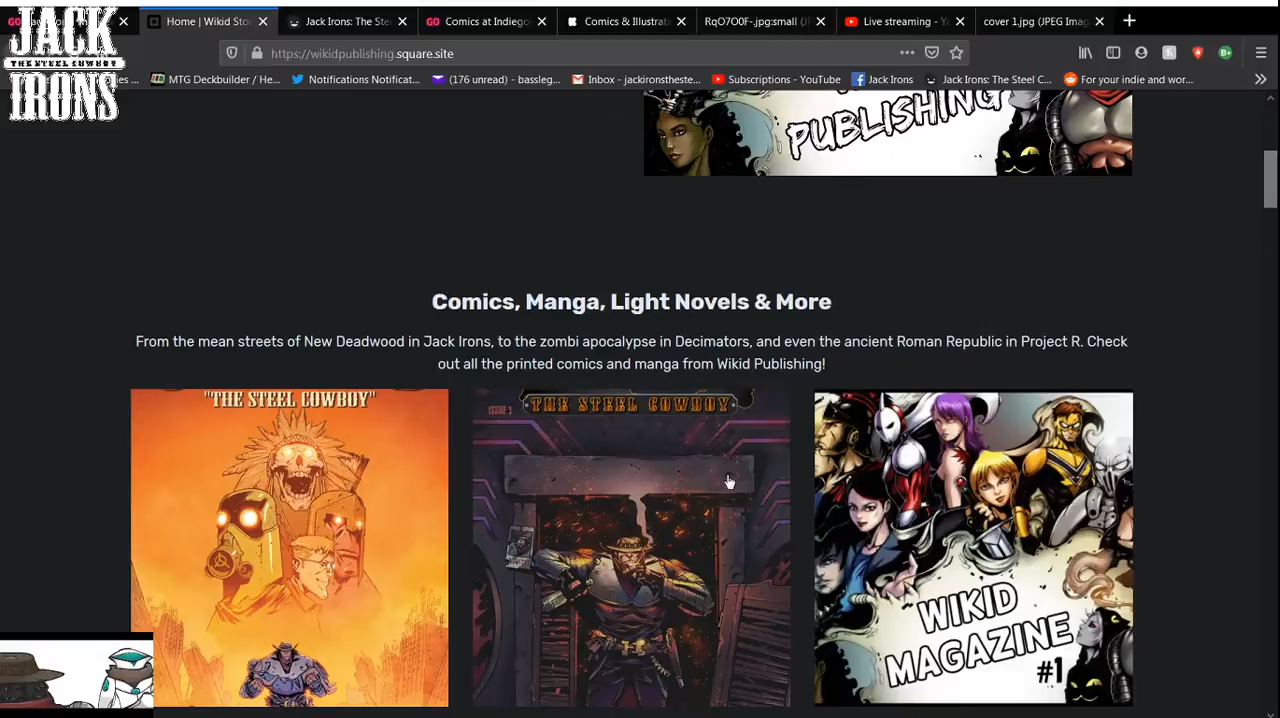 JACK
THE STEEL COWBOY
IRONS
Home | Wikid Sto
Jack Irons: The Ste
GO Comics at Indiego
Comics & Illustrat
RqO7O0F-.jpg:small (J
Live streaming - Y
cover 1.jpg (JPEG Imag
https://wikidpublishing.square.site
MTG Deckbuilder / He...
Notifications Notificat...
(176 unread) - bassleg...
Inbox - jackironsthe...
Subscriptions - YouTube
Jack Irons
Jack Irons: The Steel C...
For your indie and wor...
PUBLISHING
Comics, Manga, Light Novels & More
From the mean streets of New Deadwood in Jack Irons, to the zombi apocalypse in Decimators, and even the ancient Roman Republic in Project R. Check
out all the printed comics and manga from Wikid Publishing!
"THE STEEL COWBOY"
ISSUE 1
THE STEEL COWBOY
WIKID
MAGAZINE
#1